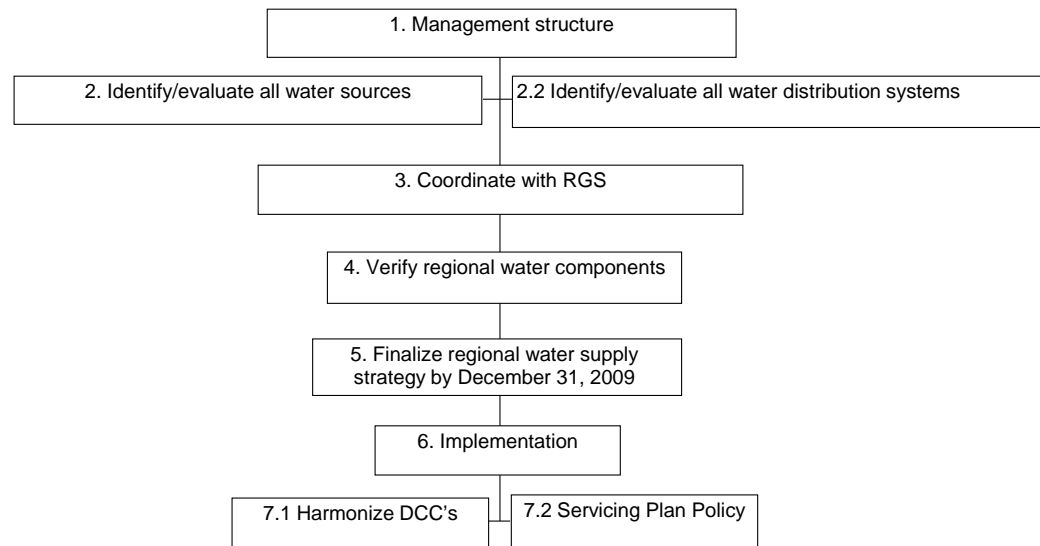 1. Management structure
2. Identify/evaluate all water sources
2.2 Identify/evaluate all water distribution systems
3. Coordinate with RGS
4. Verify regional water components
5. Finalize regional water supply
strategy by December 31, 2009
6. Implementation
7.1 Harmonize DCC's
7.2 Servicing Plan Policy